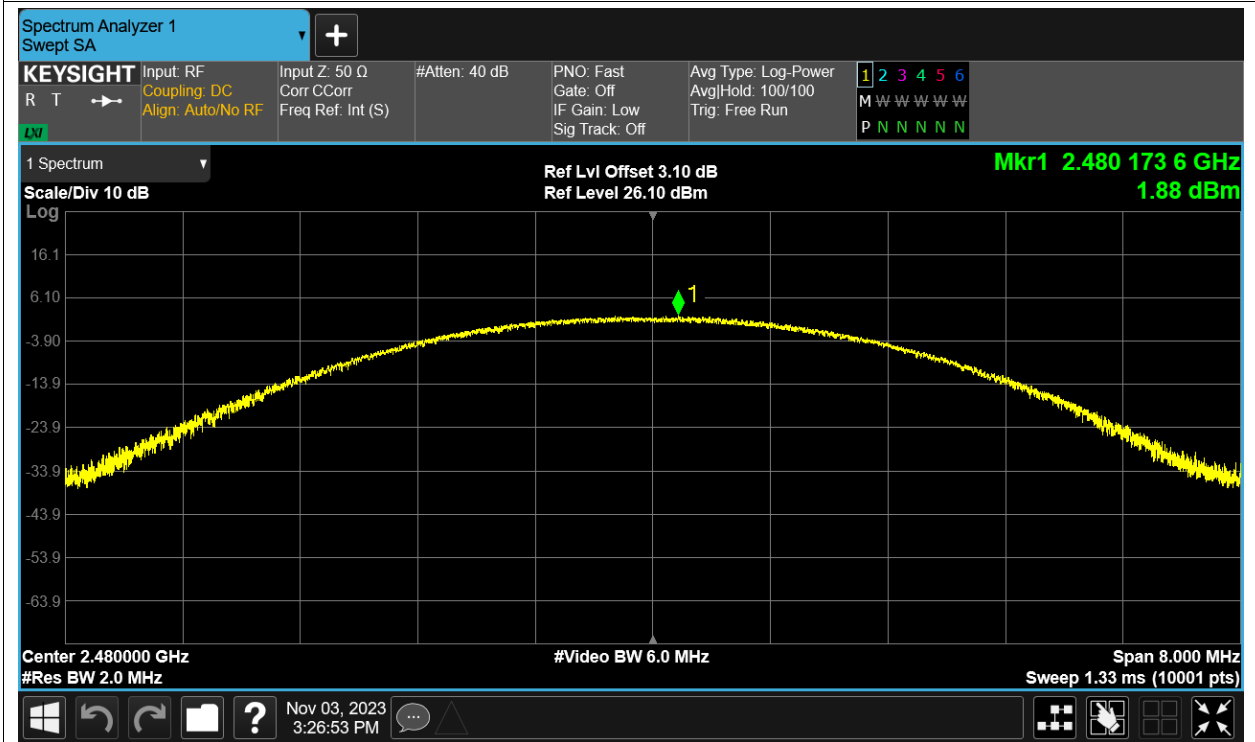 Spectrum Analyzer 1
Swept SA
KEYSIGHT
R T
LXI
Input: RF
Coupling: DC
Align: Auto/No RF
Input Z: 50 Ω
Corr CCorr
Freq Ref: Int (S)
#Atten: 40 dB
PNO: Fast
Gate: Off
IF Gain: Low
Sig Track: Off
Avg Type: Log-Power
Avg|Hold: 100/100
Trig: Free Run
1 2 3 4 5 6
M W W W W W
P N N N N N
1 Spectrum
Scale/Div 10 dB
Ref Lvl Offset 3.10 dB
Ref Level 26.10 dBm
Mkr1 2.480 173 6 GHz
1.88 dBm
Log
16.1
6.10
-3.90
-13.9
-23.9
-33.9
-43.9
-53.9
-63.9
1
Center 2.480000 GHz
#Res BW 2.0 MHz
#Video BW 6.0 MHz
Span 8.000 MHz
Sweep 1.33 ms (10001 pts)
?
Nov 03, 2023
3:26:53 PM